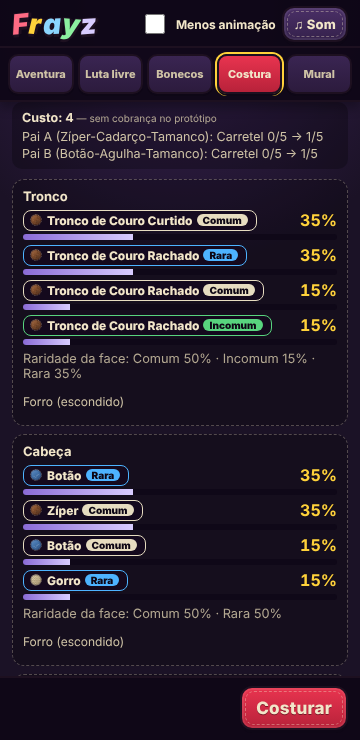 Frayz
Menos animação
♫ Som
Aventura
Luta livre
Bonecos
Costura
Mural
Custo: 4 — sem cobrança no protótipo
Pai A (Zíper-Cadarço-Tamanco): Carretel 0/5 → 1/5
Pai B (Botão-Agulha-Tamanco): Carretel 0/5 → 1/5
Tronco
Tronco de Couro Curtido Comum 35%
Tronco de Couro Rachado Rara 35%
Tronco de Couro Rachado Comum 15%
Tronco de Couro Rachado Incomum 15%
Raridade da face: Comum 50% · Incomum 15% ·
Rara 35%
Forro (escondido)
Cabeça
Botão Rara 35%
Zíper Comum 35%
Botão Comum 15%
Gorro Rara 15%
Raridade da face: Comum 50% · Rara 50%
Forro (escondido)
Costurar